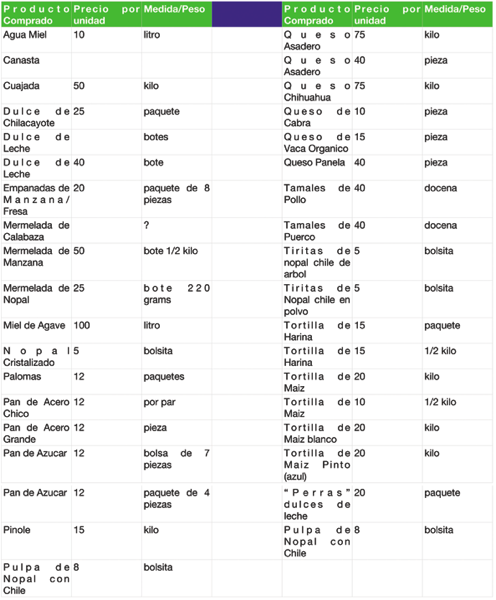 Producto Precio por Medida/Peso
Comprado unidad
Agua Miel 10 litro
Canasta
Cuajada 50 kilo
Dulce de 25 paquete
Chilacayote
Dulce de botes
Leche
Dulce de 40 bote
Leche
Empanadas de 20 paquete de 8
Manzana/ piezas
Fresa
Mermelada de ?
Calabaza
Mermelada de 50 bote 1/2 kilo
Manzana
Mermelada de 25 bote 220
Nopal grams
Miel de Agave 100 litro
Nopal 5 bolsita
Cristalizado
Palomas 12 paquetes
Pan de Acero 12 por par
Chico
Pan de Acero 12 pieza
Grande
Pan de Azucar 12 bolsa de 7
piezas
Pan de Azucar 12 paquete de 4
piezas
Pinole 15 kilo
Pulpa de 8 bolsita
Nopal con
Chile
Producto Precio por Medida/Peso
Comprado unidad
Queso 75 kilo
Asadero
Queso 40 pieza
Asadero
Queso 75 kilo
Chihuahua
Queso de 10 pieza
Cabra
Queso de 15 pieza
Vaca Organico
Queso Panela 40 pieza
Tamales de 40 docena
Pollo
Tamales de 40 docena
Puerco
Tiritas de 5 bolsita
nopal chile de
arbol
Tiritas de 5 bolsita
Nopal chile en
polvo
Tortilla de 15 paquete
Harina
Tortilla de 15 1/2 kilo
Harina
Tortilla de 20 kilo
Maiz
Tortilla de 10 1/2 kilo
Maiz
Tortilla de 20 kilo
Maiz blanco
Tortilla de 20 kilo
Maiz Pinto
(azul)
“Perras” 20 paquete
dulces de
leche
Pulpa de 8 bolsita
Nopal con
Chile